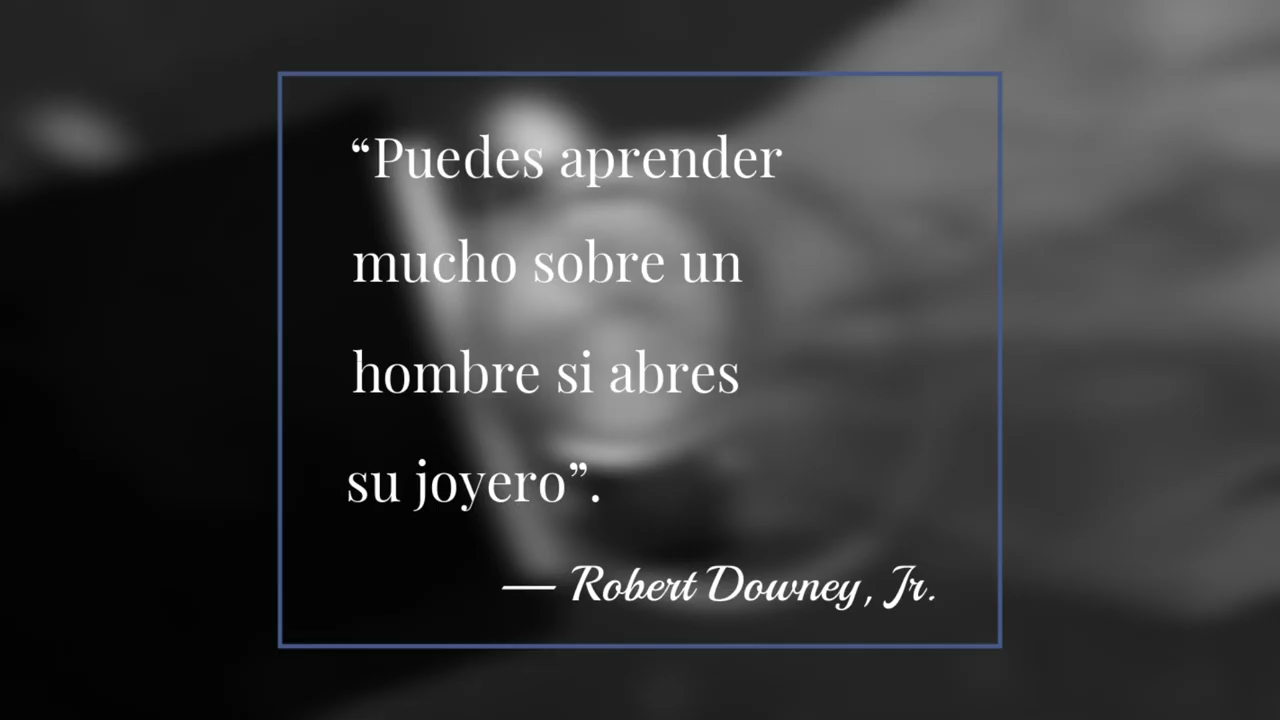 “Puedes aprender
mucho sobre un
hombre si abres
su joyero”.
— Robert Downey, Jr.